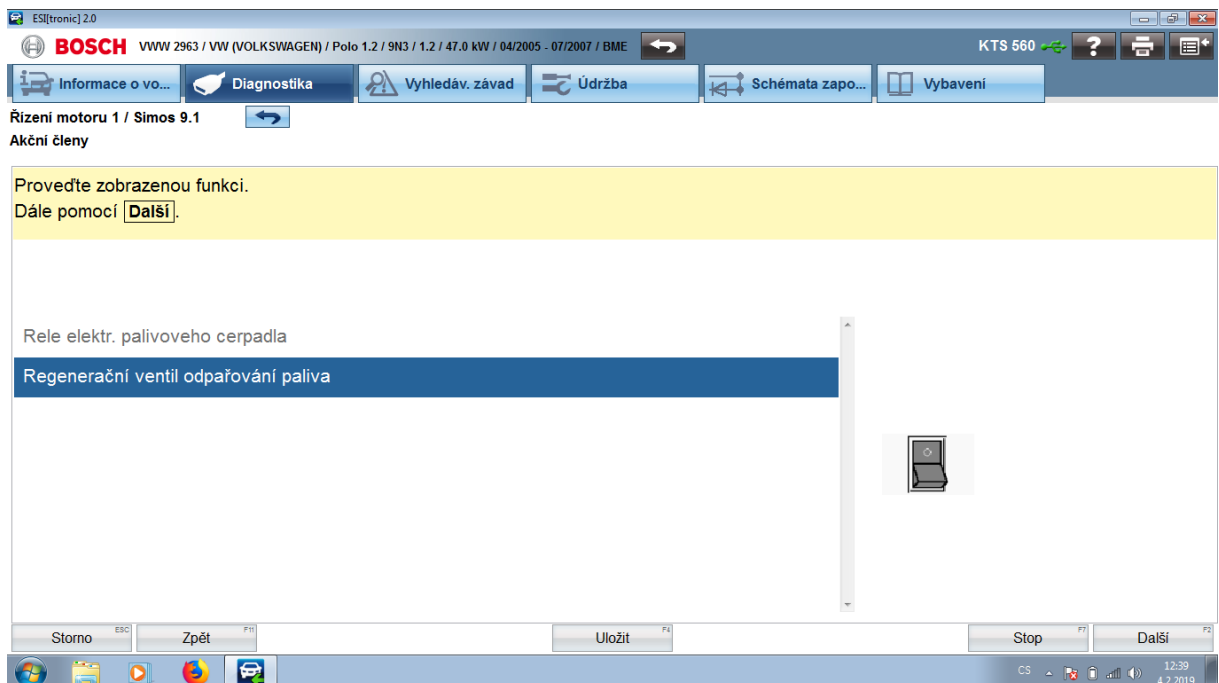 ESI[tronic] 2.0
BOSCH VWW 2963 / VW (VOLKSWAGEN) / Polo 1.2 / 9N3 / 1.2 / 47.0 kW / 04/2005 - 07/2007 / BME KTS 560 ?
Informace o vo... Diagnostika Vyhledáv. závad Údržba Schémata zapo... Vybavení
Řízení motoru 1 / Simos 9.1
Akční členy
Proveďte zobrazenou funkci.
Dále pomocí Další.
Rele elektr. palivoveho cerpadla
Regenerační ventil odpařování paliva
Storno ESC Zpět F11 Uložit F4 Stop F7 Další F2
CS 12:39
4.2.2019